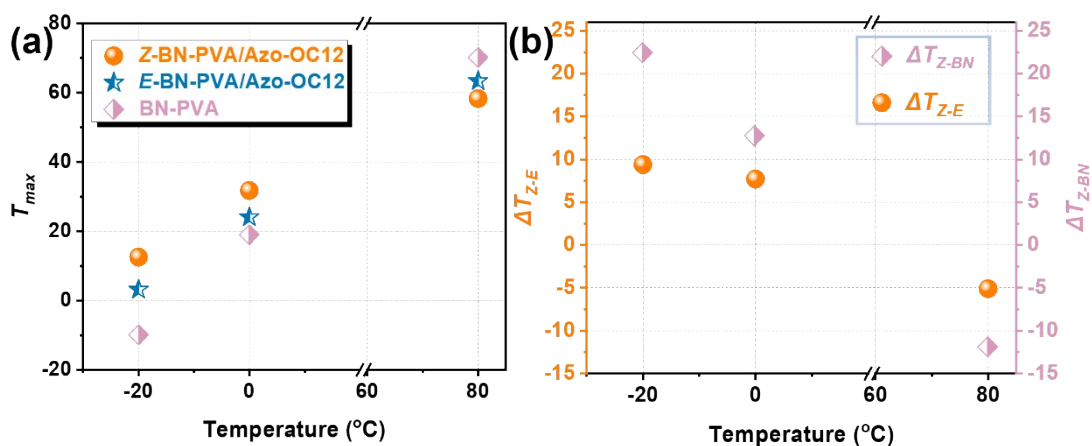 (a)
80
60
40
20
0
-20
T_max
Z-BN-PVA/Azo-OC12
E-BN-PVA/Azo-OC12
BN-PVA
-20 0 60 80
Temperature (°C)
(b)
25
20
15
10
5
0
-5
-10
-15
ΔT_Z-E
ΔT_Z-BN
ΔT_Z-E
25
20
15
10
5
0
-5
-10
-15
ΔT_Z-BN
-20 0 60 80
Temperature (°C)